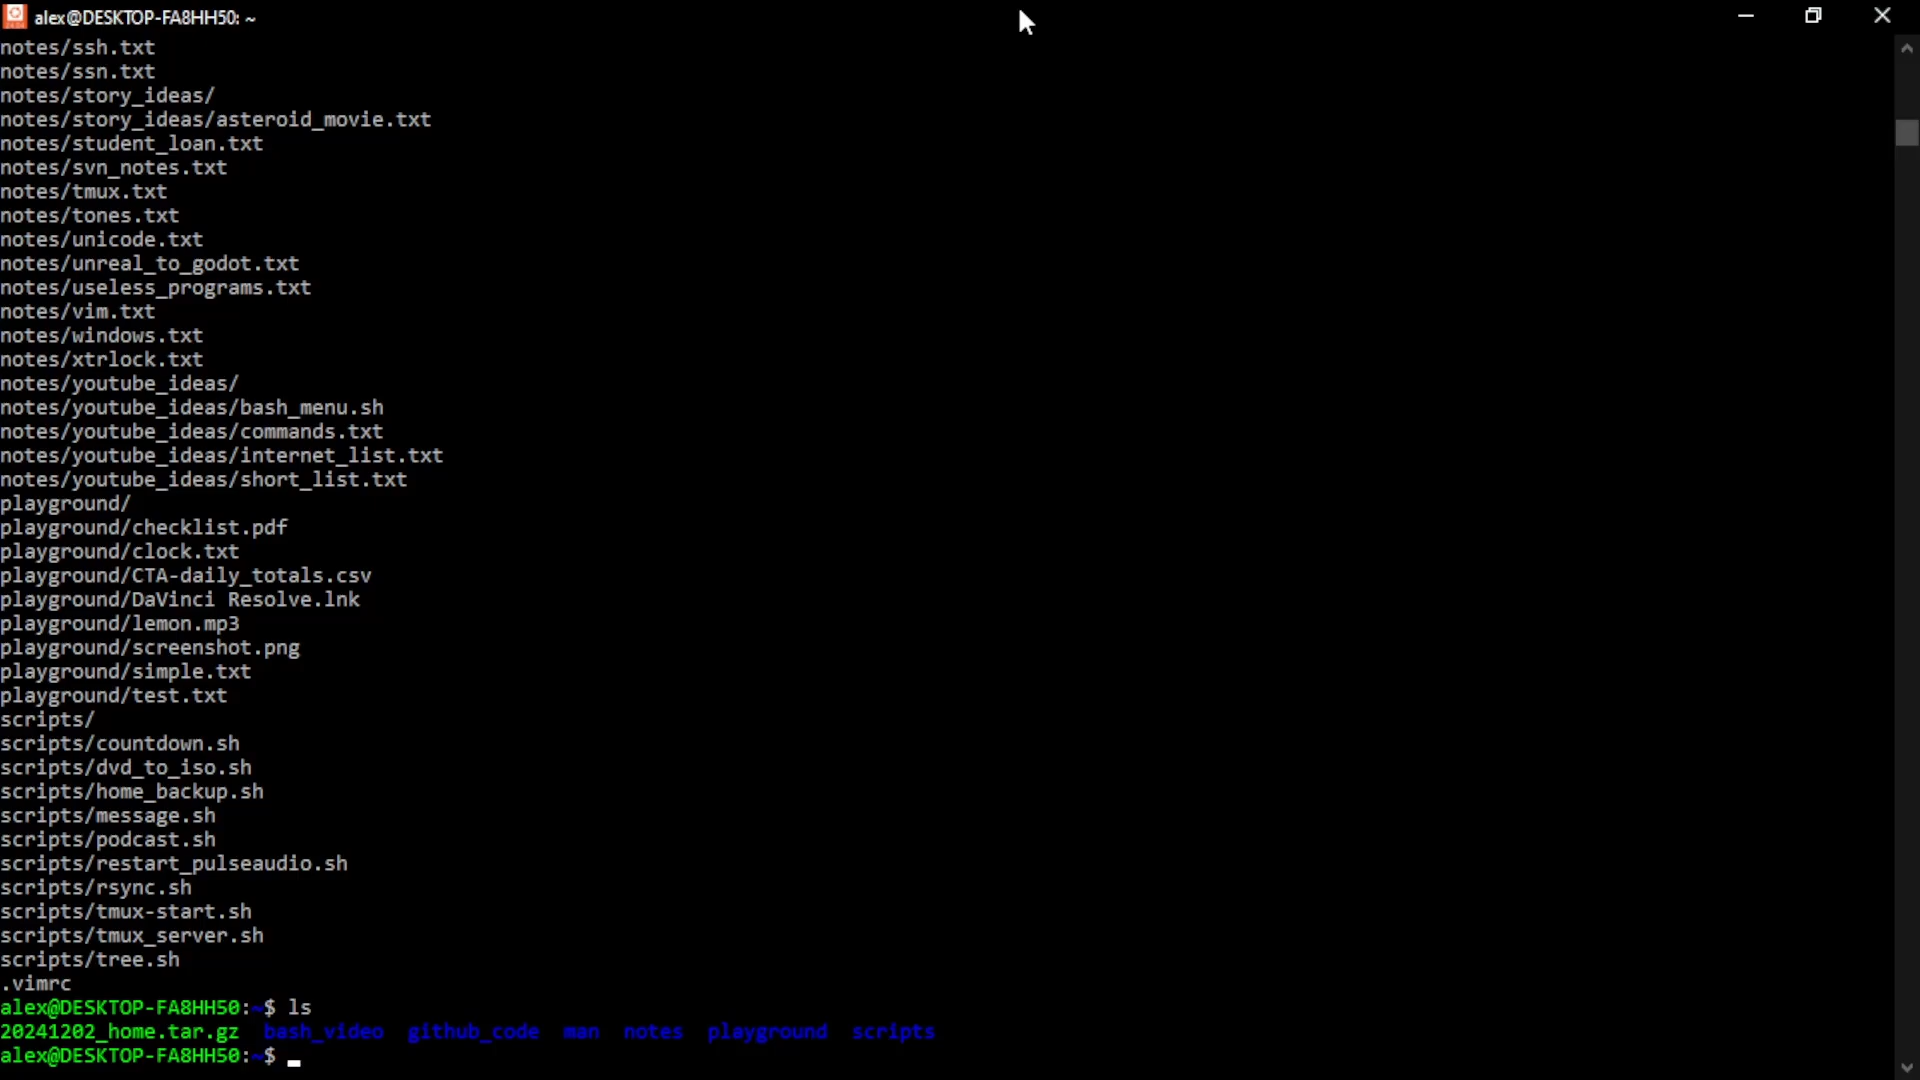 alex@DESKTOP-FA8HH50: ~
notes/ssh.txt
notes/ssn.txt
notes/story_ideas/
notes/story_ideas/asteroid_movie.txt
notes/student_loan.txt
notes/svn_notes.txt
notes/tmux.txt
notes/tones.txt
notes/unicode.txt
notes/unreal_to_godot.txt
notes/useless_programs.txt
notes/vim.txt
notes/windows.txt
notes/xtrlock.txt
notes/youtube_ideas/
notes/youtube_ideas/bash_menu.sh
notes/youtube_ideas/commands.txt
notes/youtube_ideas/internet_list.txt
notes/youtube_ideas/short_list.txt
playground/
playground/checklist.pdf
playground/clock.txt
playground/CTA-daily_totals.csv
playground/DaVinci Resolve.lnk
playground/lemon.mp3
playground/screenshot.png
playground/simple.txt
playground/test.txt
scripts/
scripts/countdown.sh
scripts/dvd_to_iso.sh
scripts/home_backup.sh
scripts/message.sh
scripts/podcast.sh
scripts/restart_pulseaudio.sh
scripts/rsync.sh
scripts/tmux-start.sh
scripts/tmux_server.sh
scripts/tree.sh
.vimrc
alex@DESKTOP-FA8HH50:~$ ls
20241202_home.tar.gz  bash_video  github_code  man  notes  playground  scripts
alex@DESKTOP-FA8HH50:~$